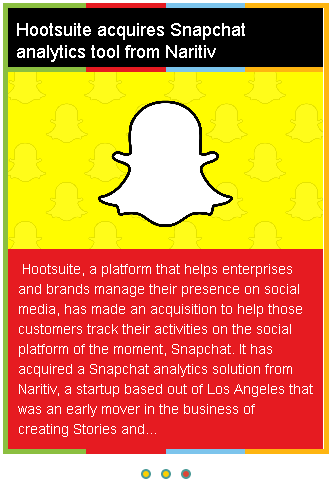 Hootsuite acquires Snapchat
analytics tool from Naritiv
Hootsuite, a platform that helps enterprises
and brands manage their presence on social
media, has made an acquisition to help those
customers track their activities on the social
platform of the moment, Snapchat. It has
acquired a Snapchat analytics solution from
Naritiv, a startup based out of Los Angeles that
was an early mover in the business of
creating Stories and...